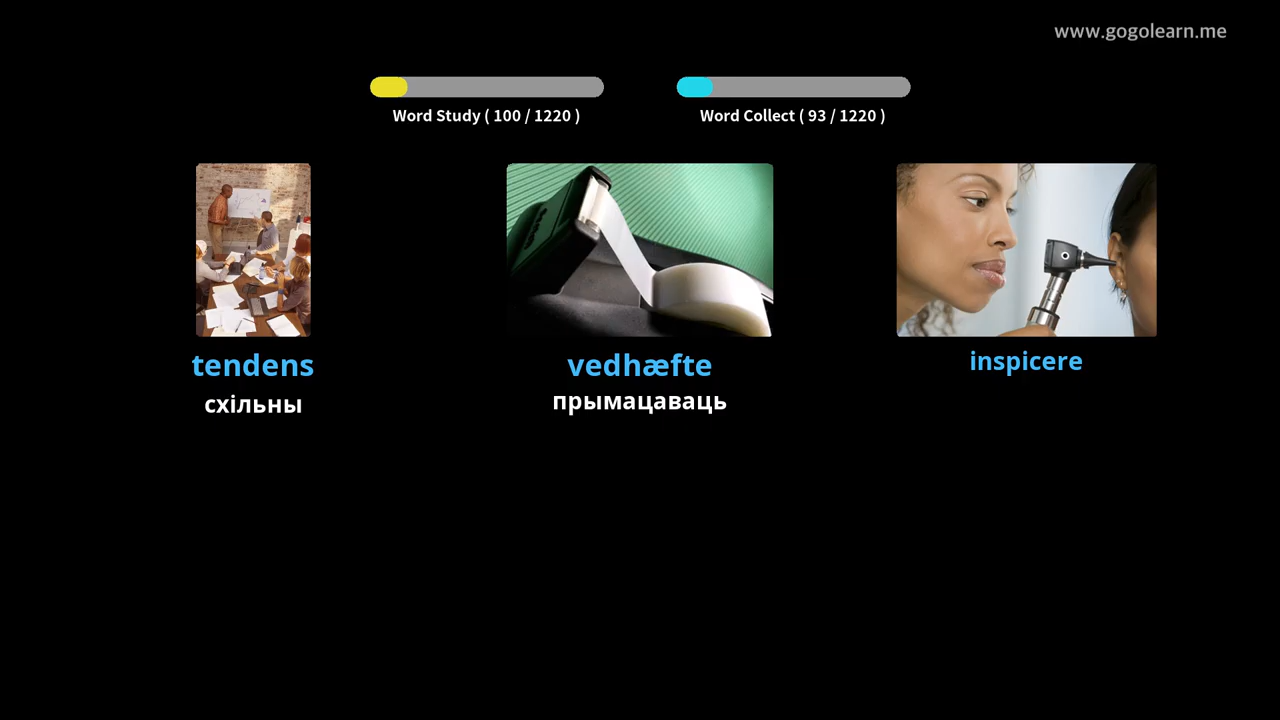 www.gogolearn.me
Word Study ( 100 / 1220 )
Word Collect ( 93 / 1220 )
tendens
схільны
vedhæfte
прымацаваць
inspicere